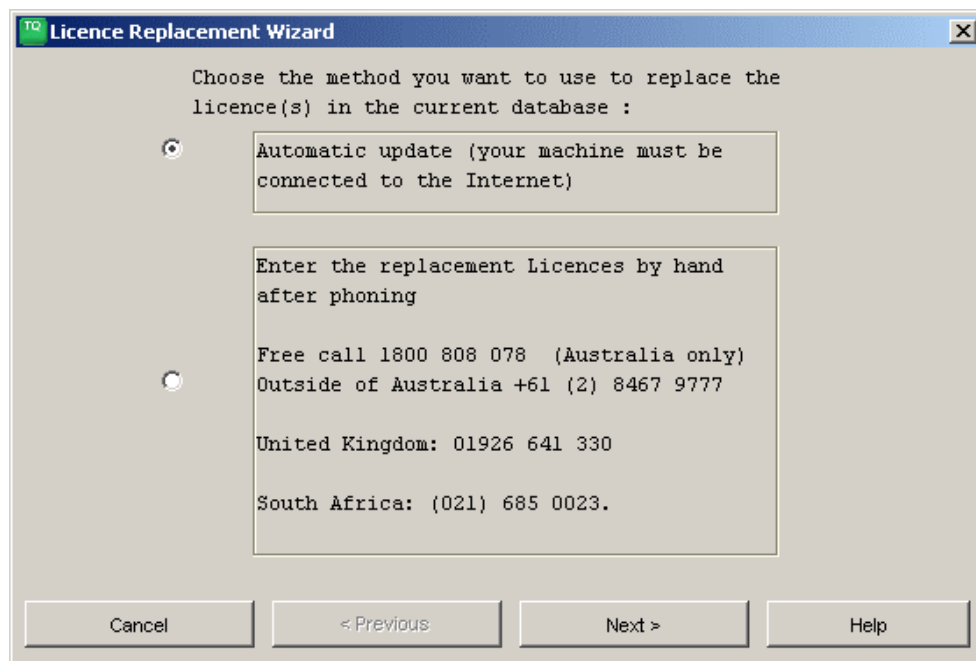 TQ Licence Replacement Wizard
Choose the method you want to use to replace the
licence(s) in the current database :
Automatic update (your machine must be
connected to the Internet)
Enter the replacement Licences by hand
after phoning
Free call 1800 808 078  (Australia only)
Outside of Australia +61 (2) 8467 9777
United Kingdom: 01926 641 330
South Africa: (021) 685 0023.
Cancel
< Previous
Next >
Help